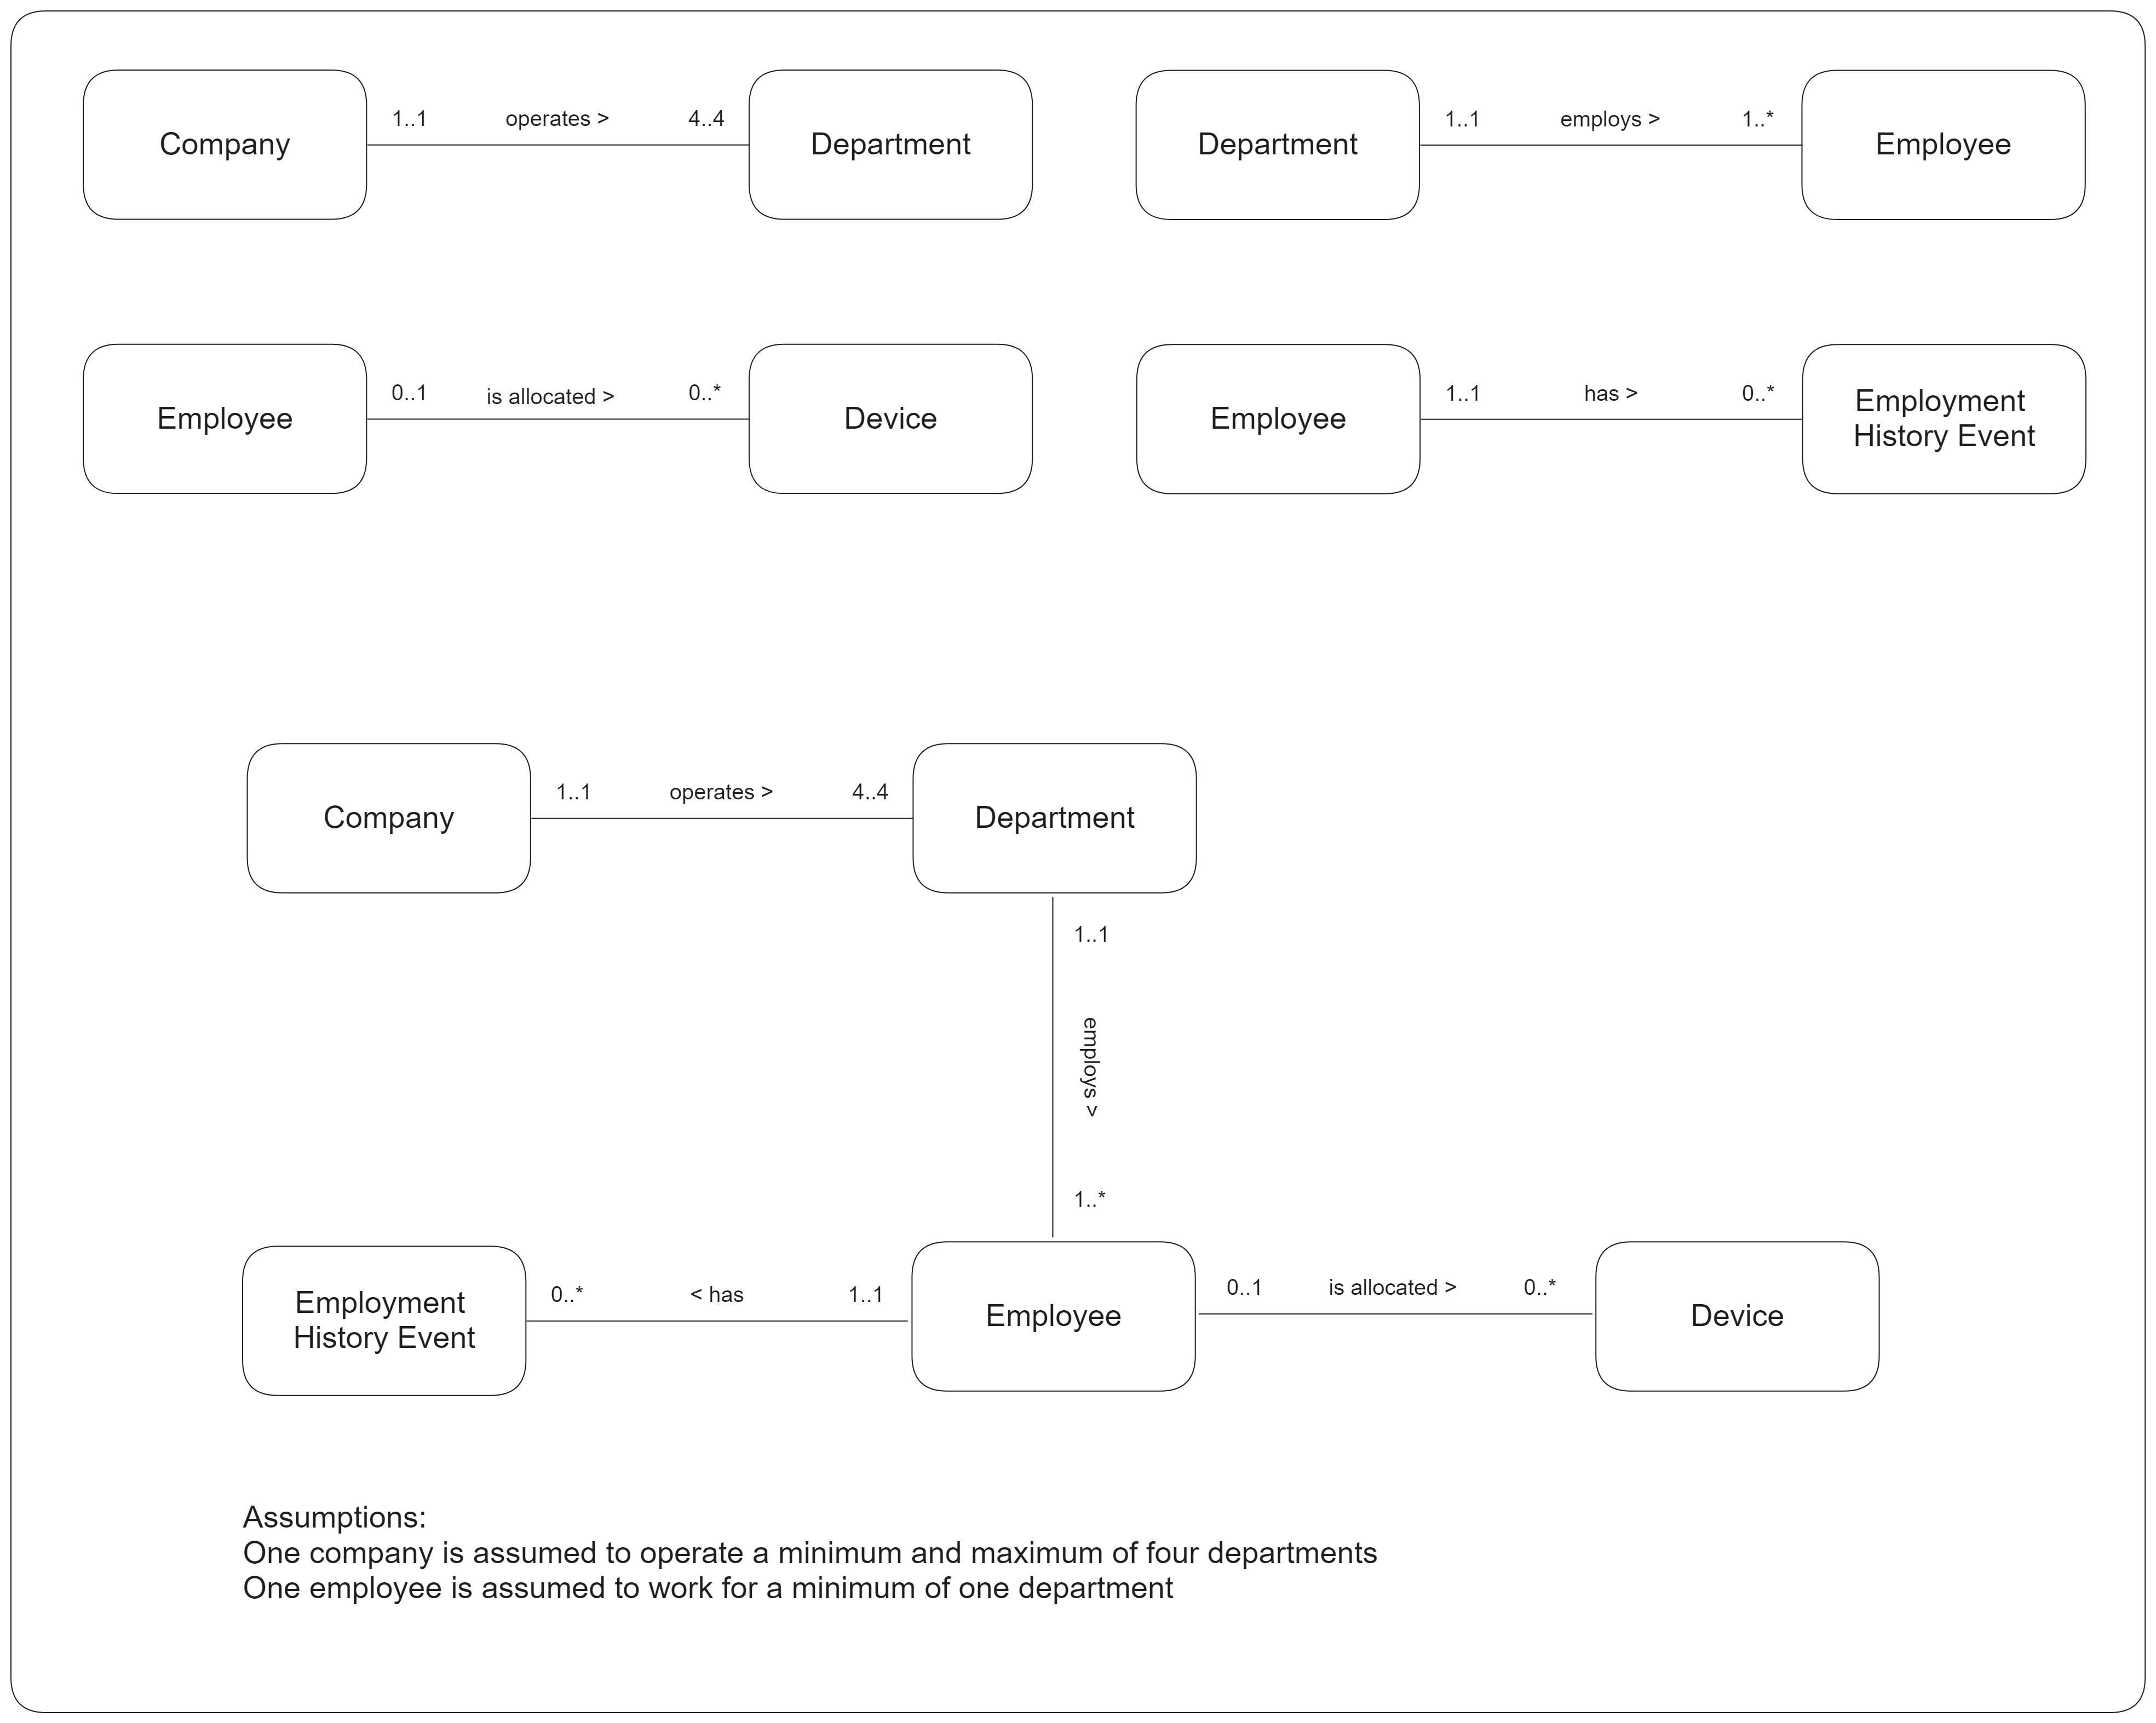 Company
1..1
operates >
4..4
Department
Department
1..1
employs >
1..*
Employee
Employee
0..1
is allocated >
0..*
Device
Employee
1..1
has >
0..*
Employment
History Event
Company
1..1
operates >
4..4
Department
1..1
employs >
1..*
Employment
History Event
0..*
< has
1..1
Employee
0..1
is allocated >
0..*
Device
Assumptions:
One company is assumed to operate a minimum and maximum of four departments
One employee is assumed to work for a minimum of one department